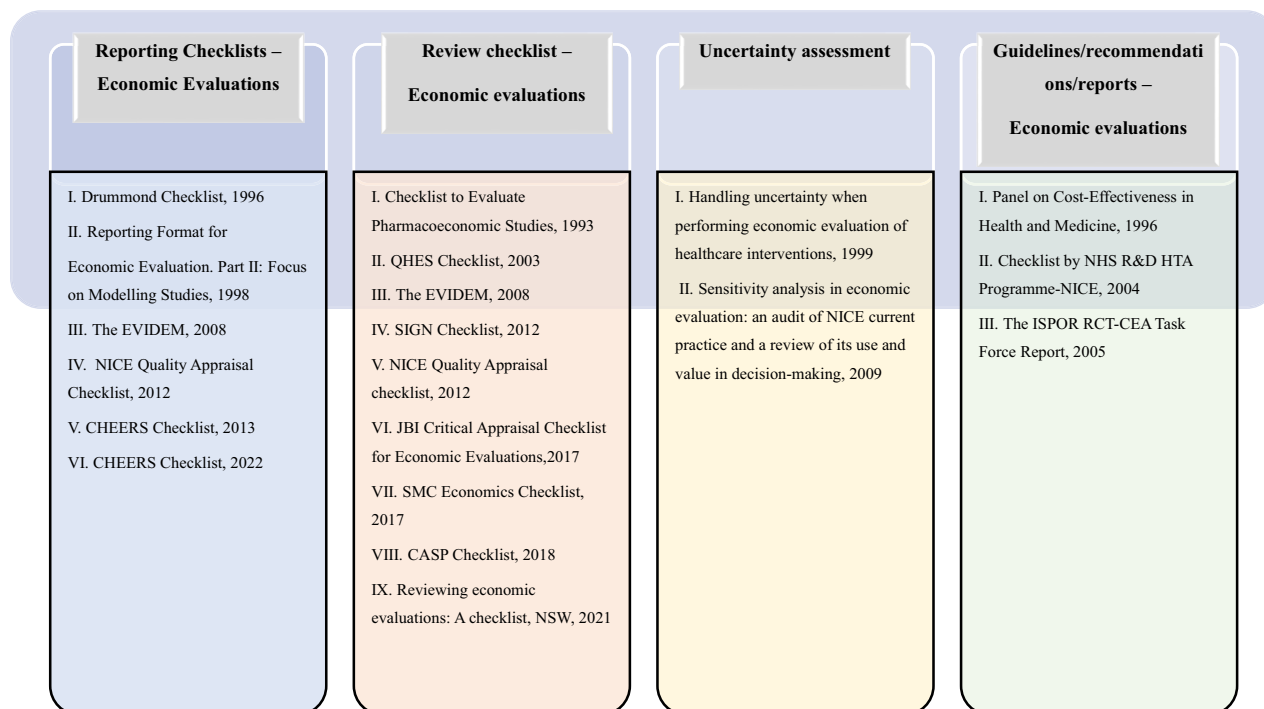 Reporting Checklists –
Economic Evaluations
I. Drummond Checklist, 1996
II. Reporting Format for
Economic Evaluation. Part II: Focus
on Modelling Studies, 1998
III. The EVIDEM, 2008
IV. NICE Quality Appraisal
Checklist, 2012
V. CHEERS Checklist, 2013
VI. CHEERS Checklist, 2022
Review checklist –
Economic evaluations
I. Checklist to Evaluate
Pharmacoeconomic Studies, 1993
II. QHES Checklist, 2003
III. The EVIDEM, 2008
IV. SIGN Checklist, 2012
V. NICE Quality Appraisal
checklist, 2012
VI. JBI Critical Appraisal Checklist
for Economic Evaluations,2017
VII. SMC Economics Checklist,
2017
VIII. CASP Checklist, 2018
IX. Reviewing economic
evaluations: A checklist, NSW, 2021
Uncertainty assessment
I. Handling uncertainty when
performing economic evaluation of
healthcare interventions, 1999
II. Sensitivity analysis in economic
evaluation: an audit of NICE current
practice and a review of its use and
value in decision-making, 2009
Guidelines/recommendati
ons/reports –
Economic evaluations
I. Panel on Cost-Effectiveness in
Health and Medicine, 1996
II. Checklist by NHS R&D HTA
Programme-NICE, 2004
III. The ISPOR RCT-CEA Task
Force Report, 2005